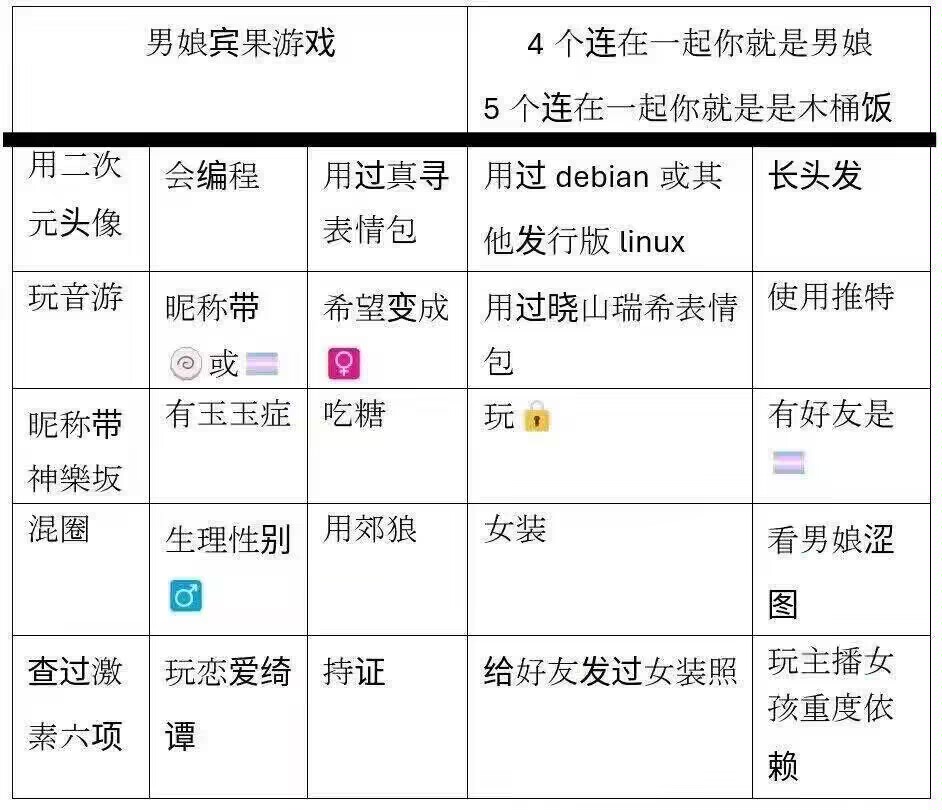 男娘宾果游戏
4 个连在一起你就是男娘
5 个连在一起你就是是木桶饭
用二次
元头像
会编程
用过真寻
表情包
用过 debian 或其
他发行版 linux
长头发
玩音游
昵称带
🍥或🏳️‍⚧️
希望变成
♀
用过晓山瑞希表情
包
使用推特
昵称带
神樂坂
有玉玉症
吃糖
玩🔒
有好友是
🏳️‍⚧️
混圈
生理性别
♂
用郊狼
女装
看男娘涩
图
查过激
素六项
玩恋爱绮
谭
持证
给好友发过女装照
玩主播女
孩重度依
赖